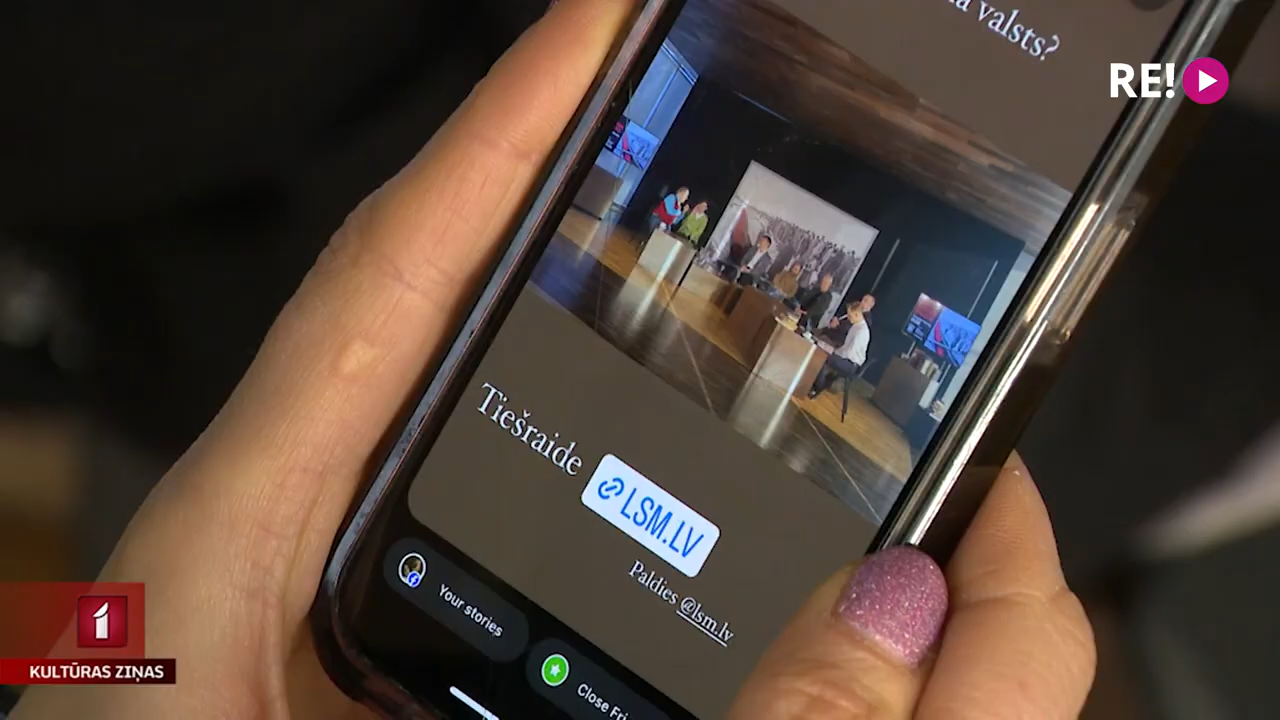 valsts?
RE!
Tiešraide
LSM.LV
Paldies @lsm.lv
Your stories
Close Fri
1
KULTŪRAS ZIŅAS